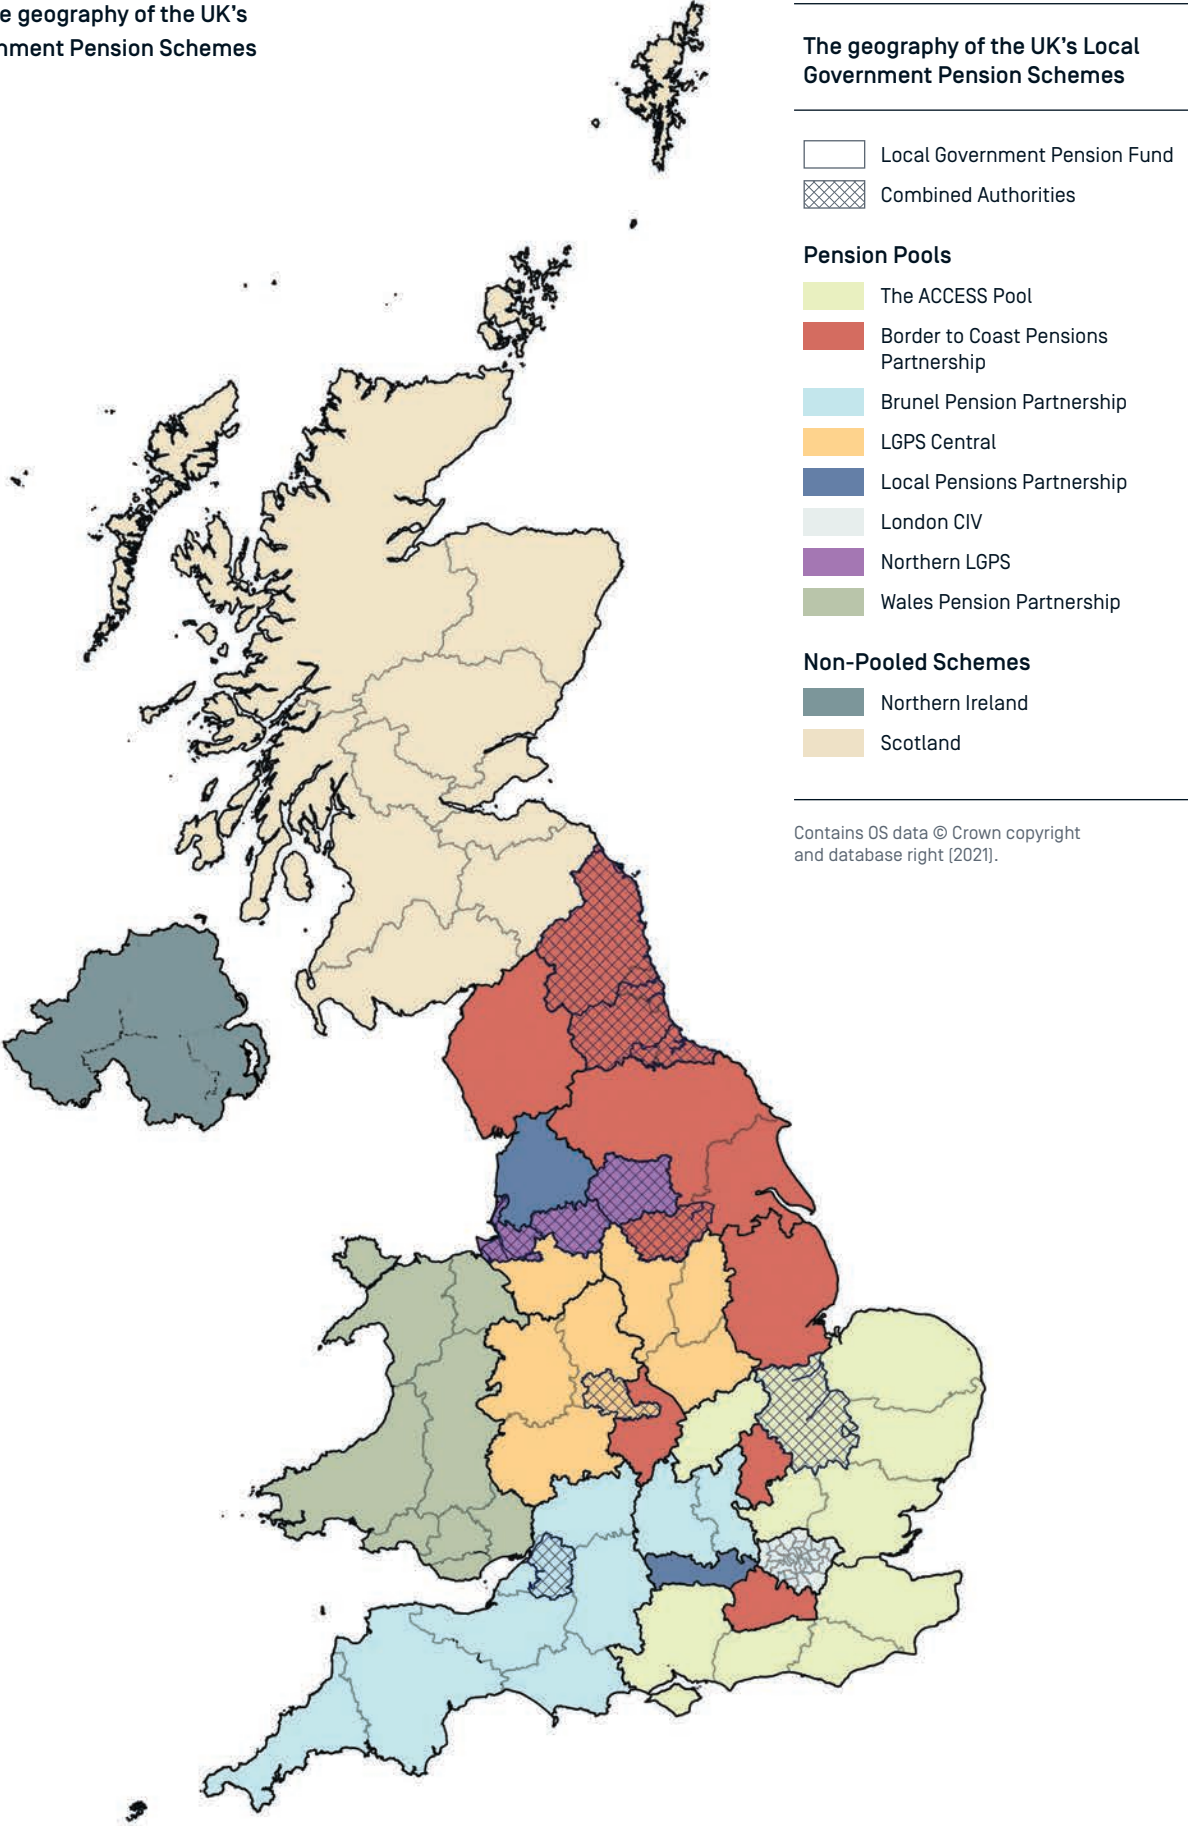 e geography of the UK's
nment Pension Schemes
The geography of the UK's Local
Government Pension Schemes
Local Government Pension Fund
Combined Authorities
Pension Pools
The ACCESS Pool
Border to Coast Pensions
Partnership
Brunel Pension Partnership
LGPS Central
Local Pensions Partnership
London CIV
Northern LGPS
Wales Pension Partnership
Non-Pooled Schemes
Northern Ireland
Scotland
Contains OS data © Crown copyright
and database right (2021).